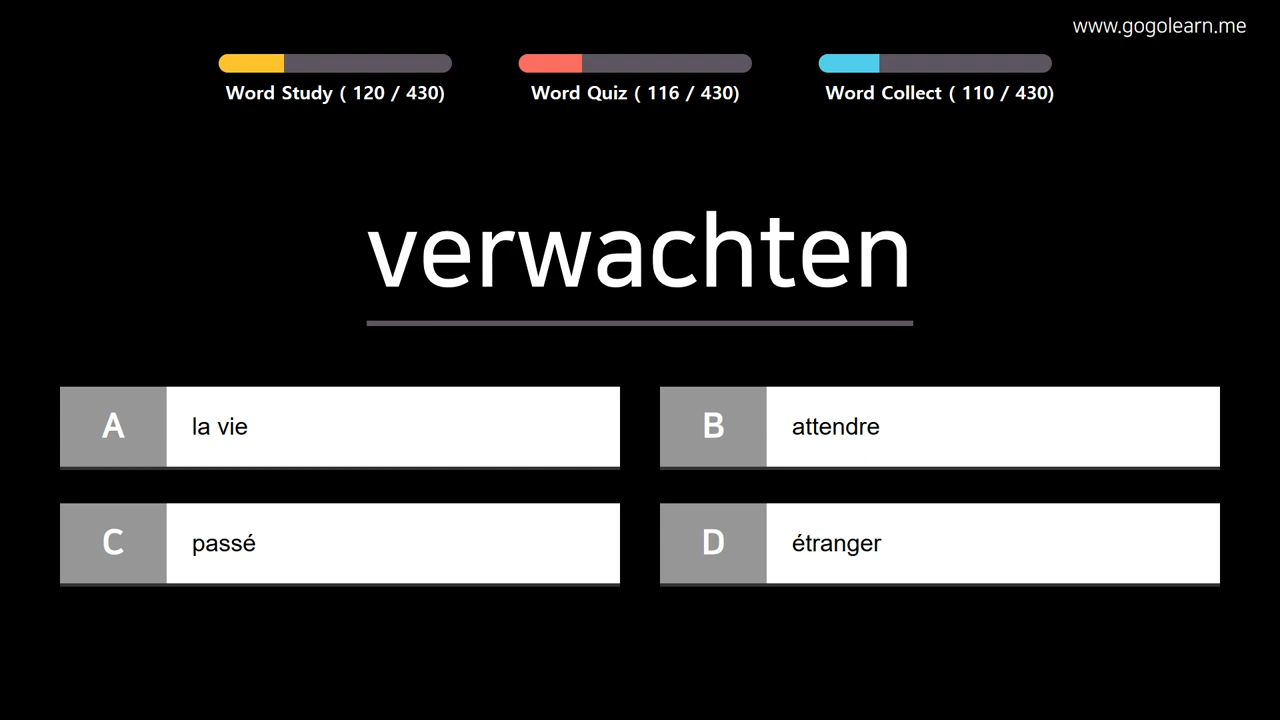 www.gogolearn.me
Word Study ( 120 / 430)
Word Quiz ( 116 / 430)
Word Collect ( 110 / 430)
verwachten
A la vie
B attendre
C passé
D étranger